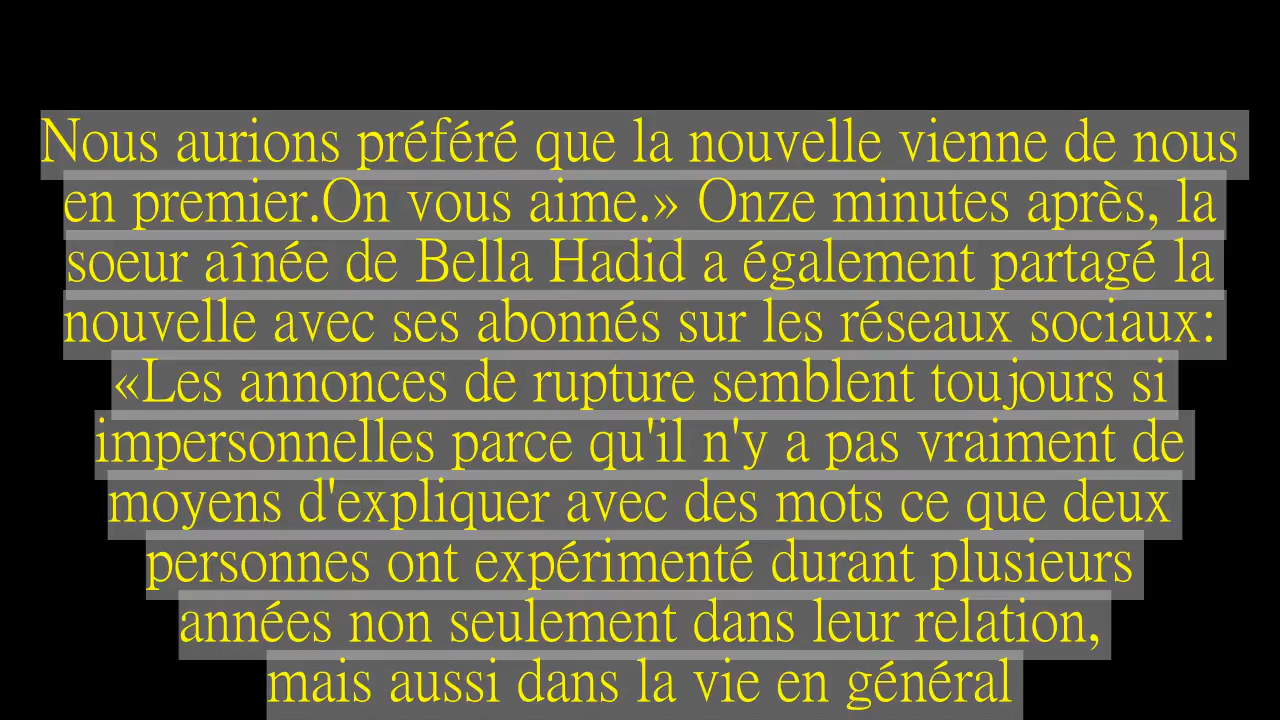 Nous aurions préféré que la nouvelle vienne de nous
en premier.On vous aime.» Onze minutes après, la
soeur aînée de Bella Hadid a également partagé la
nouvelle avec ses abonnés sur les réseaux sociaux:
«Les annonces de rupture semblent toujours si
impersonnelles parce qu'il n'y a pas vraiment de
moyens d'expliquer avec des mots ce que deux
personnes ont expérimenté durant plusieurs
années non seulement dans leur relation,
mais aussi dans la vie en général